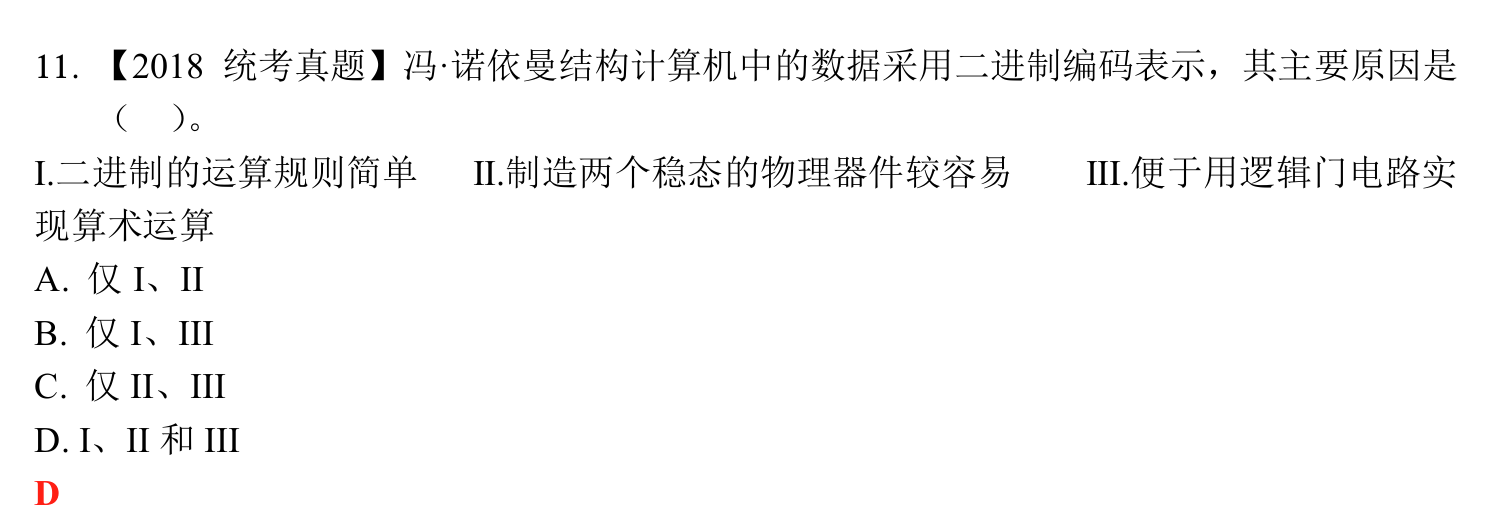 11. 【2018 统考真题】冯·诺依曼结构计算机中的数据采用二进制编码表示，其主要原因是
（　）。
I.二进制的运算规则简单　II.制造两个稳态的物理器件较容易　III.便于用逻辑门电路实
现算术运算
A. 仅 I、II
B. 仅 I、III
C. 仅 II、III
D. I、II 和 III
D